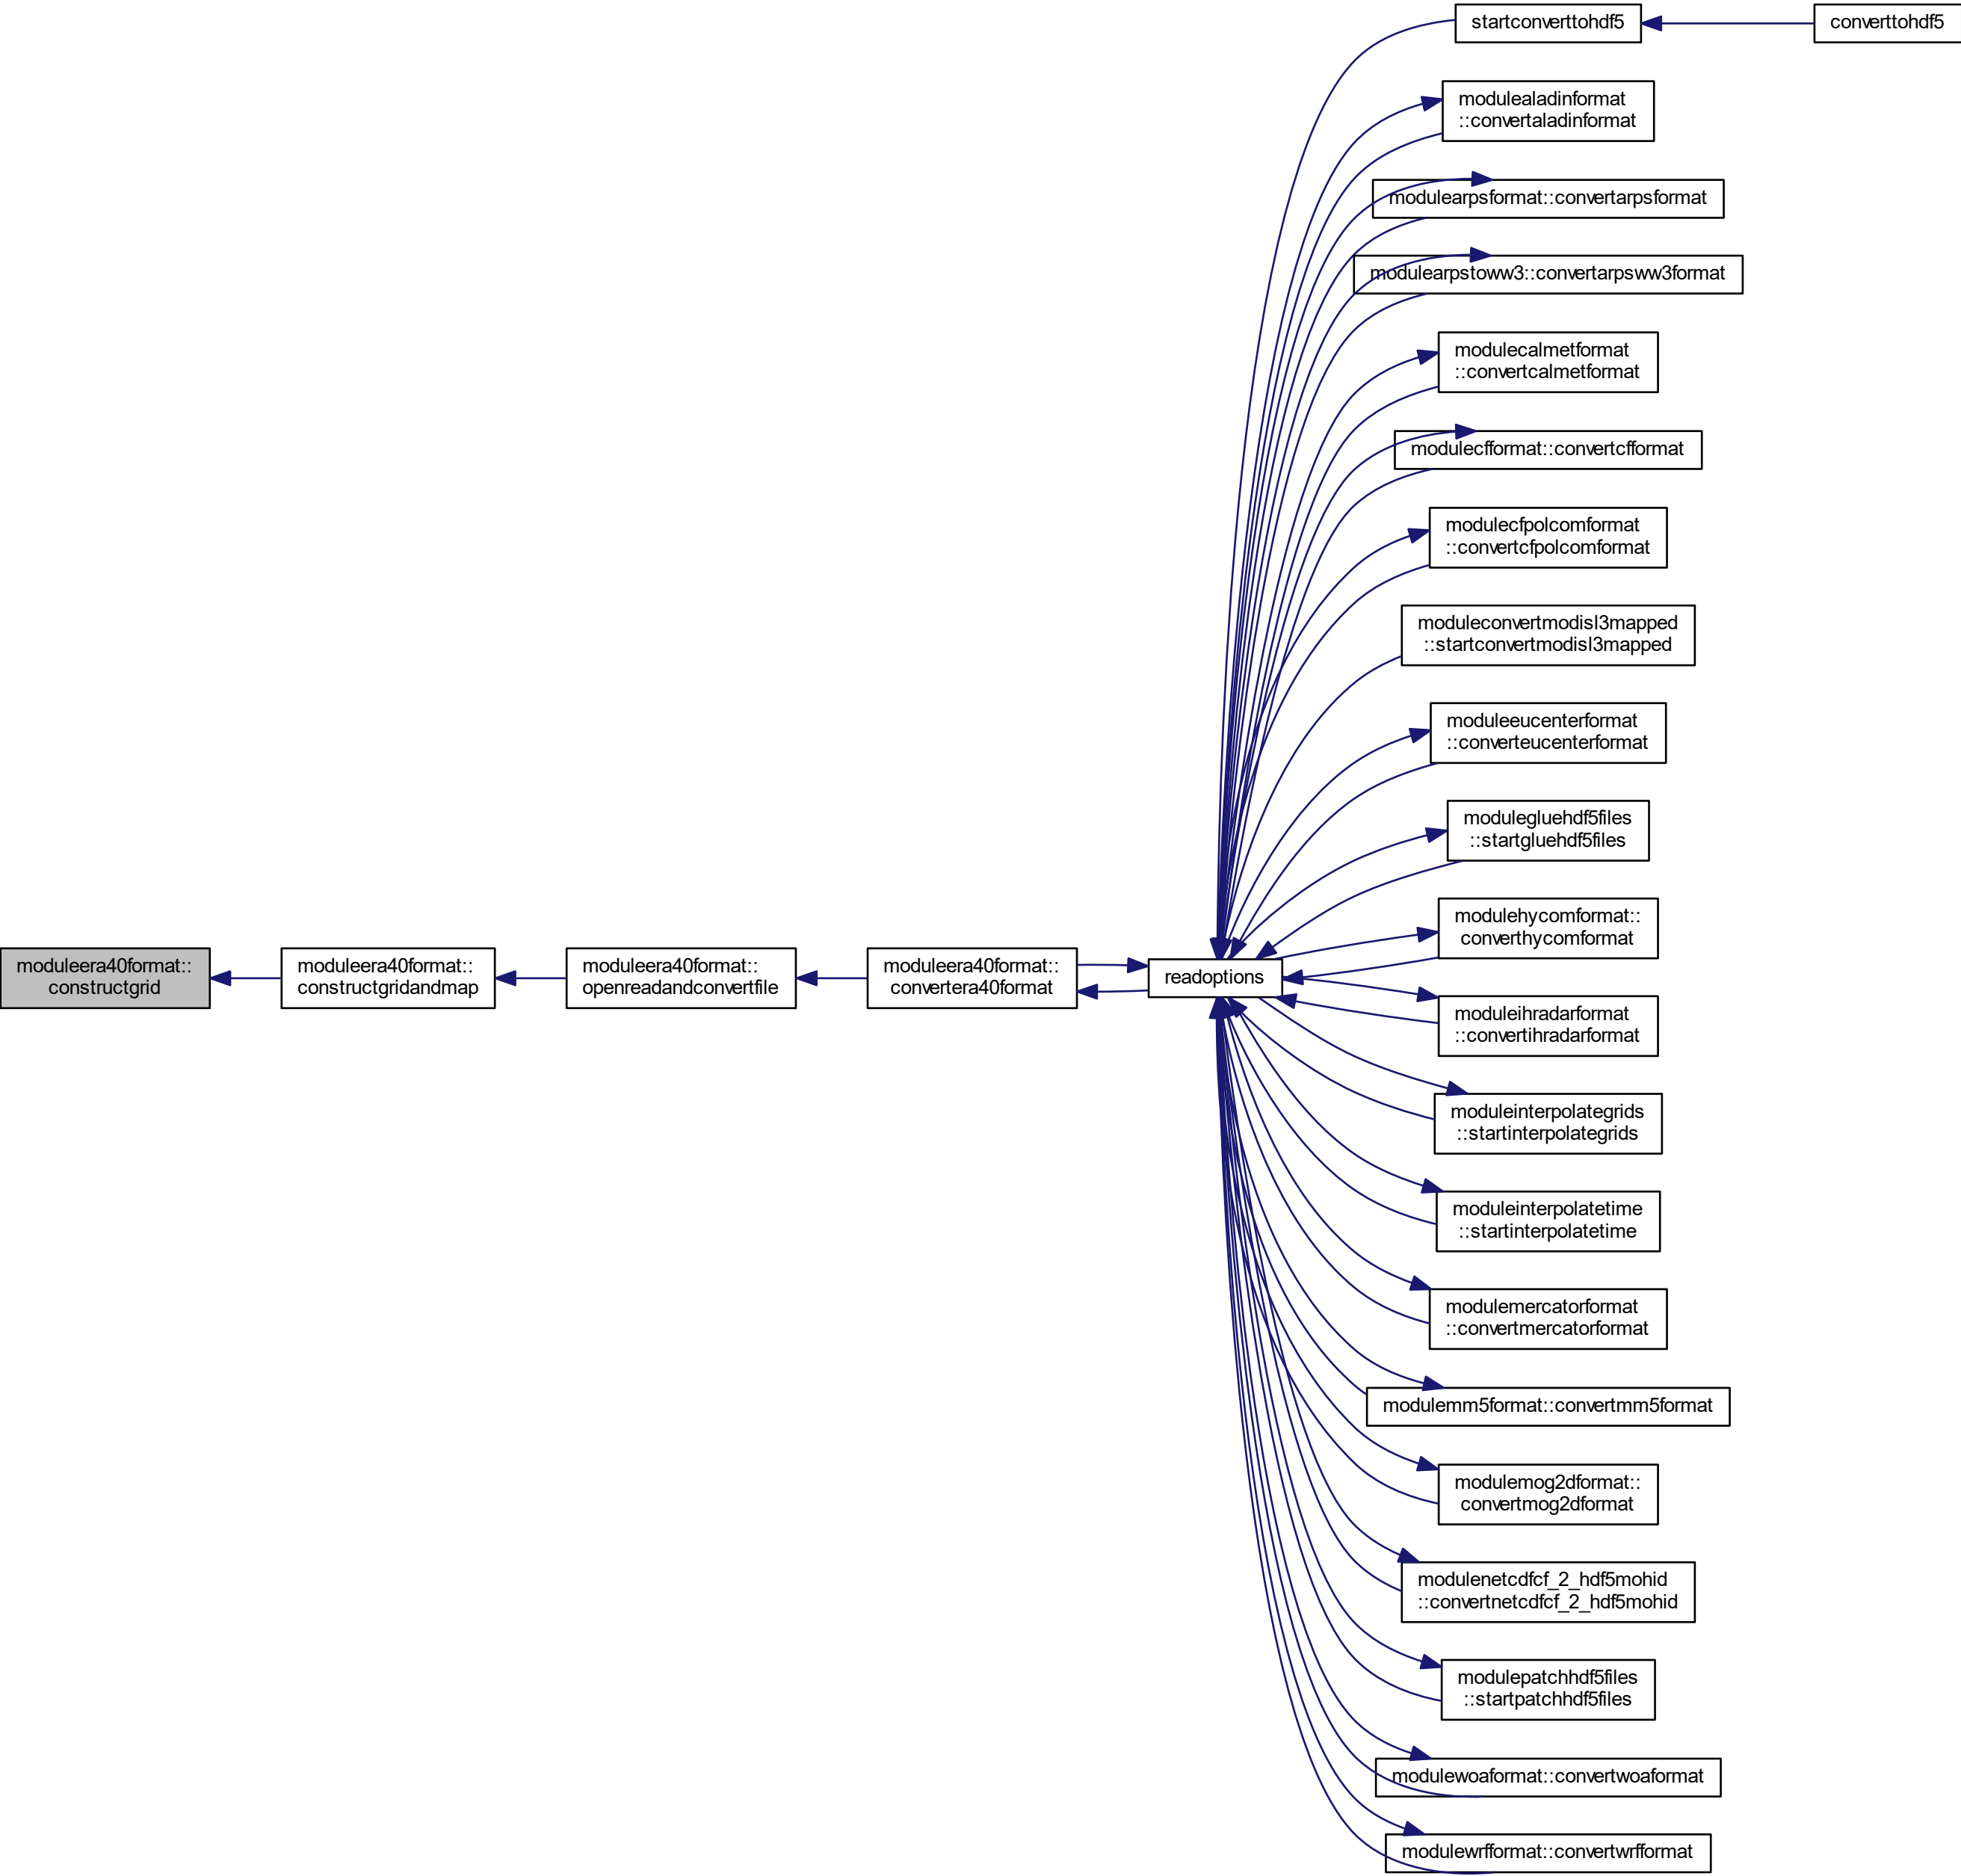 startconverttohdf5
converttohdf5
modulealadinformat
::convertaladinformat
modulearpsformat::convertarpsformat
modulearpstoww3::convertarpsww3format
modulecalmetformat
::convertcalmetformat
modulecfformat::convertcfformat
modulecfpolcomformat
::convertcfpolcomformat
moduleconvertmodisl3mapped
::startconvertmodisl3mapped
moduleeucenterformat
::converteucenterformat
modulegluehdf5files
::startgluehdf5files
modulehycomformat::
converthycomformat
moduleera40format::
constructgrid
moduleera40format::
constructgridandmap
moduleera40format::
openreadandconvertfile
moduleera40format::
convertera40format
readoptions
moduleihradarformat
::convertihradarformat
moduleinterpolategrids
::startinterpolategrids
moduleinterpolatetime
::startinterpolatetime
modulemercatorformat
::convertmercatorformat
modulemm5format::convertmm5format
modulemog2dformat::
convertmog2dformat
modulenetcdfcf_2_hdf5mohid
::convertnetcdfcf_2_hdf5mohid
modulepatchhdf5files
::startpatchhdf5files
modulewoaformat::convertwoaformat
modulewrfformat::convertwrfformat